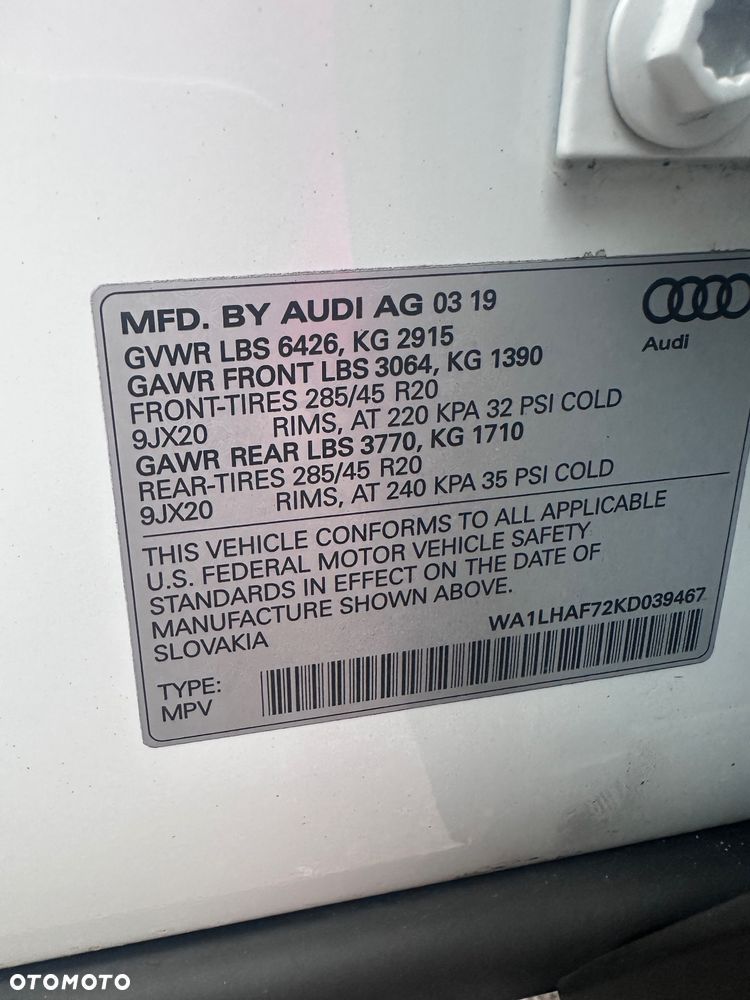 MFD. BY AUDI AG 03 19
GVWR LBS 6426, KG 2915
GAWR FRONT LBS 3064, KG 1390
FRONT-TIRES 285/45 R20
9JX20 RIMS, AT 220 KPA 32 PSI COLD
GAWR REAR LBS 3770, KG 1710
REAR-TIRES 285/45 R20
9JX20 RIMS, AT 240 KPA 35 PSI COLD
Audi
THIS VEHICLE CONFORMS TO ALL APPLICABLE
U.S. FEDERAL MOTOR VEHICLE SAFETY
STANDARDS IN EFFECT ON THE DATE OF
MANUFACTURE SHOWN ABOVE.
SLOVAKIA
WA1LHAF72KD039467
TYPE:
MPV
OTOMOTO